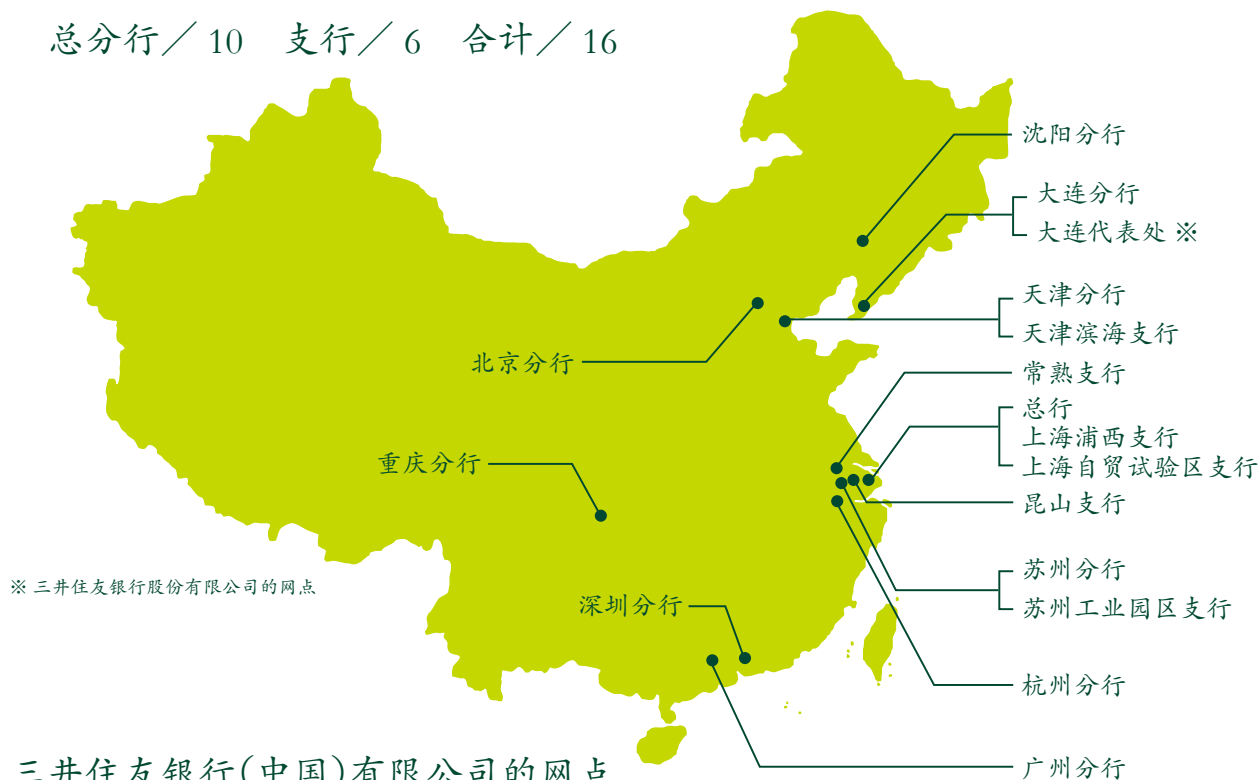 总分行／10　支行／6　合计／16
沈阳分行
大连分行
大连代表处 ※
天津分行
天津滨海支行
北京分行
常熟支行
总行
上海浦西支行
上海自贸试验区支行
重庆分行
昆山支行
苏州分行
※ 三井住友银行股份有限公司的网点
深圳分行
苏州工业园区支行
杭州分行
广州分行
三井住友银行(中国)有限公司的网点